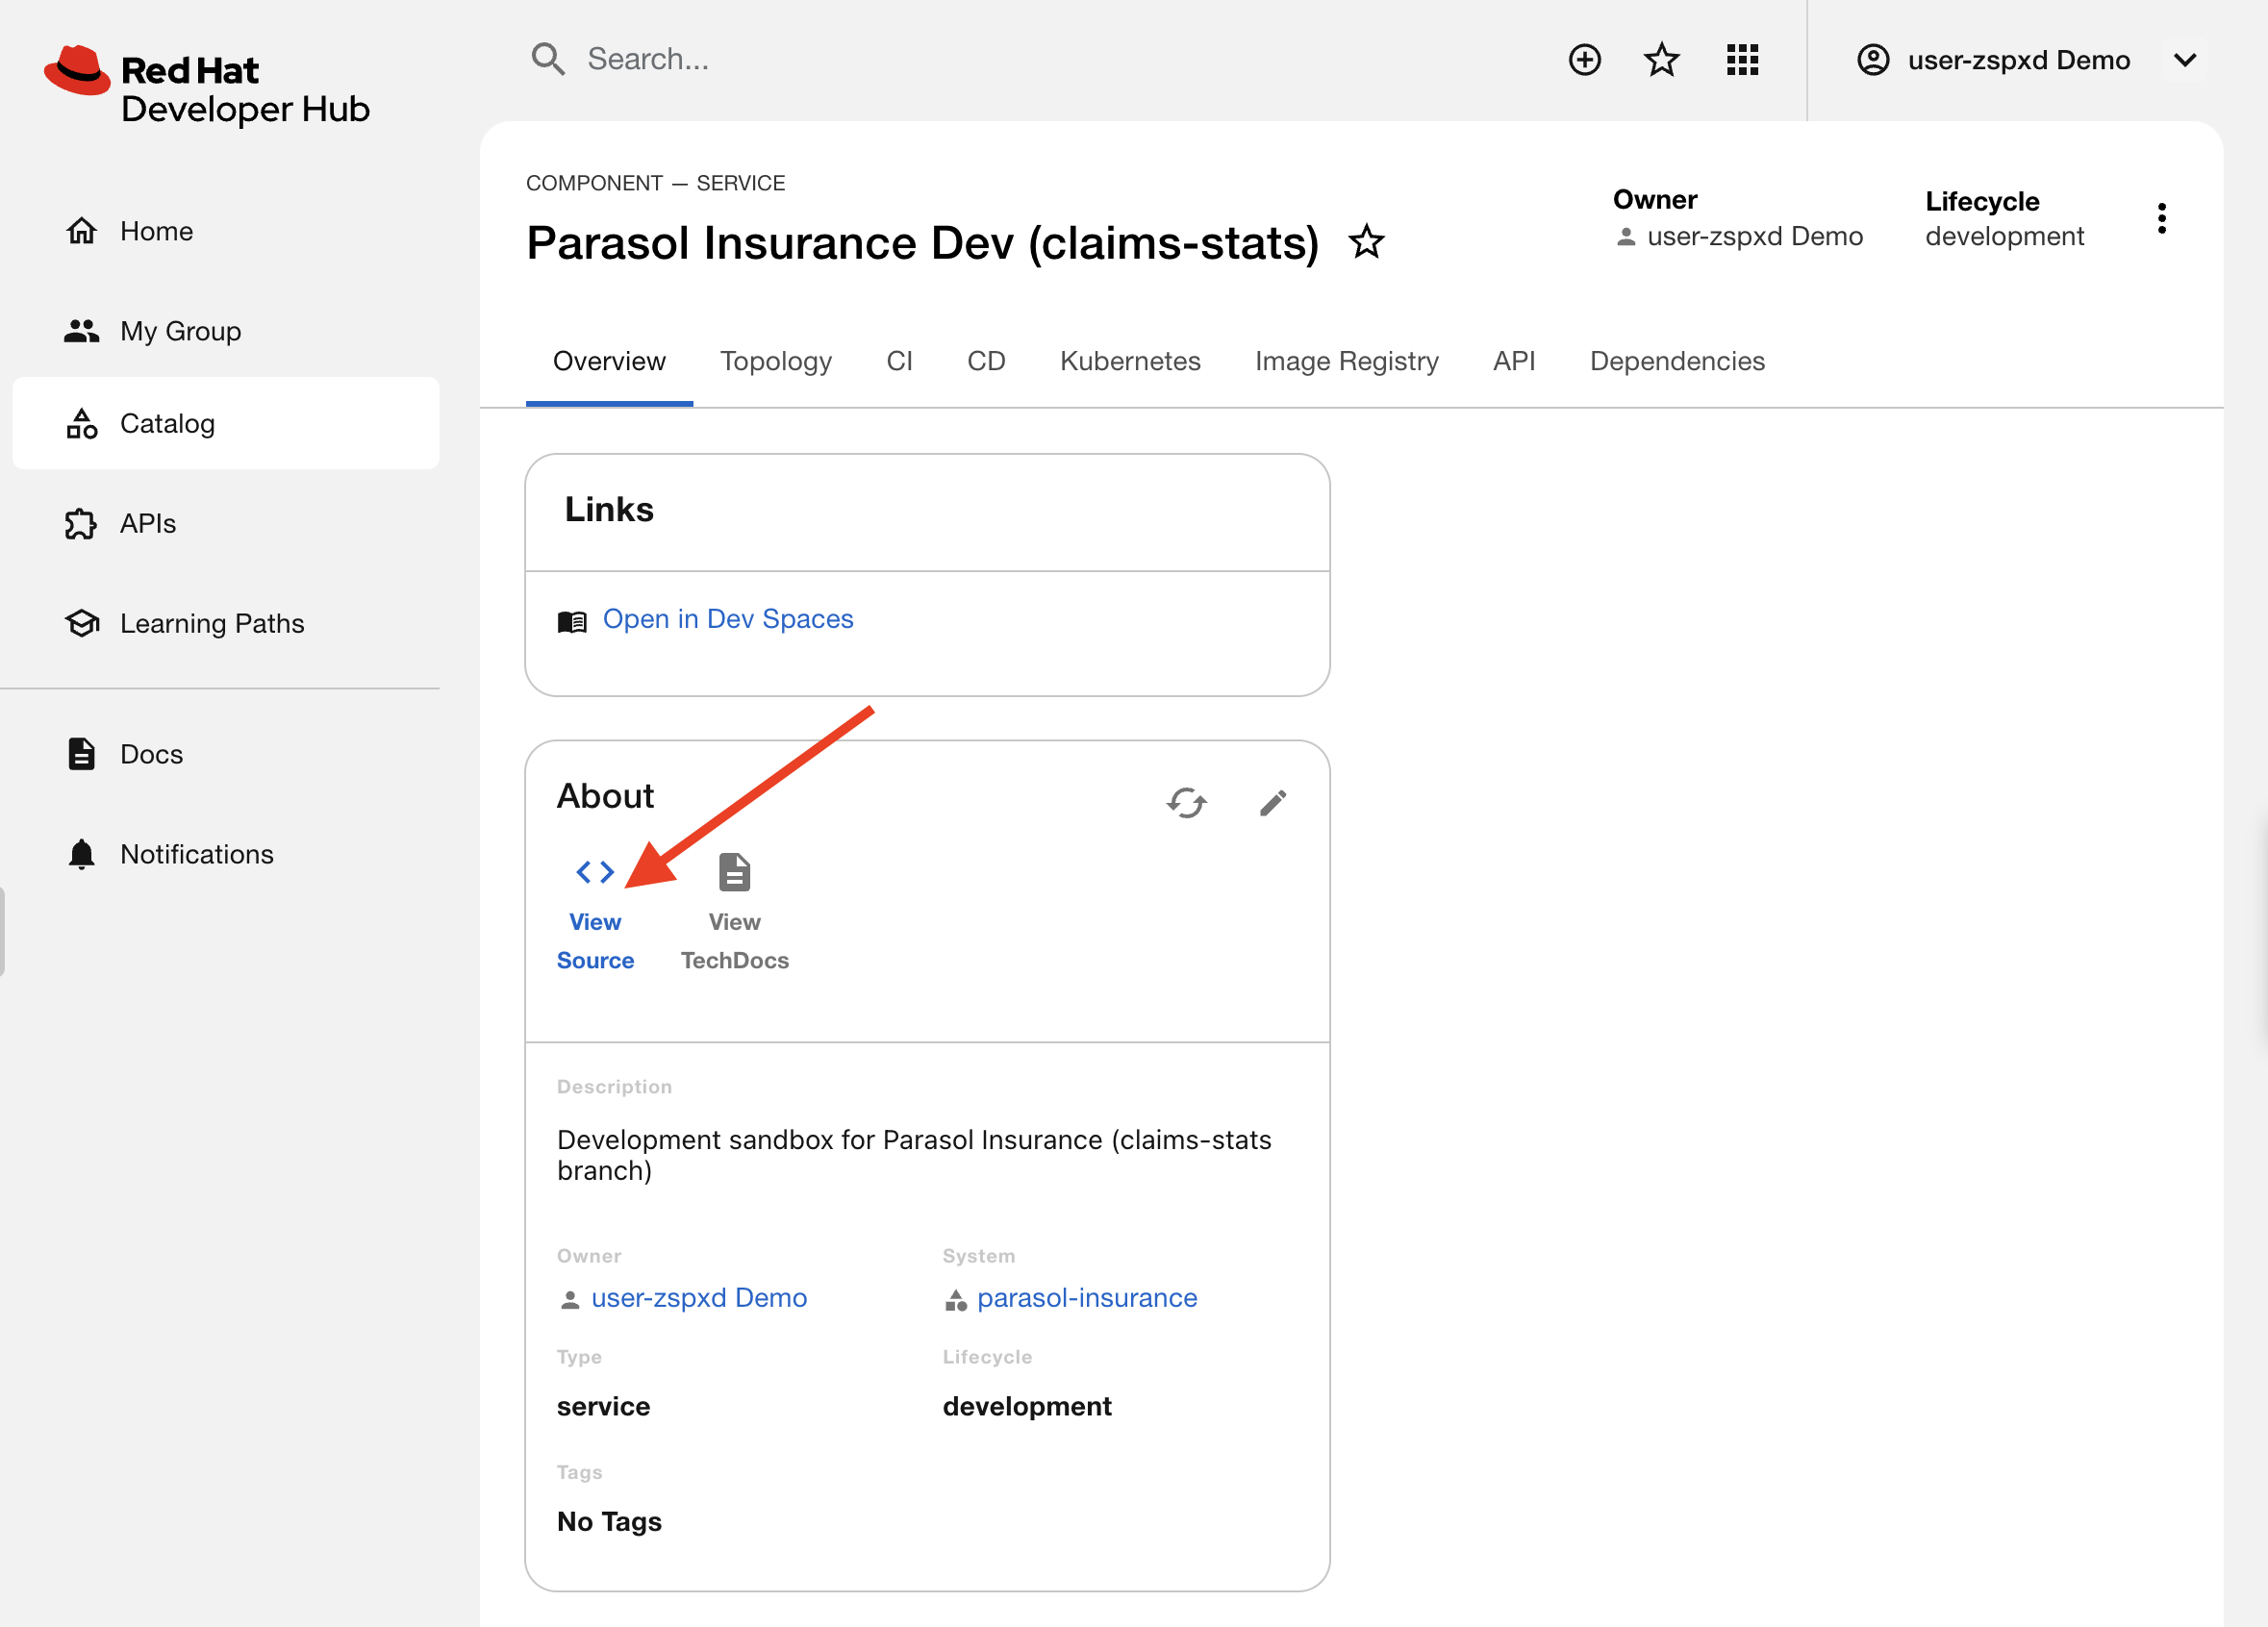 Red Hat
Developer Hub
Search...
user-zspxd Demo
Home
My Group
Catalog
APIs
Learning Paths
Docs
Notifications
COMPONENT — SERVICE
Parasol Insurance Dev (claims-stats)
Owner
user-zspxd Demo
Lifecycle
development
Overview Topology CI CD Kubernetes Image Registry API Dependencies
Links
Open in Dev Spaces
About
View
Source
View
TechDocs
Description
Development sandbox for Parasol Insurance (claims-stats
branch)
Owner
user-zspxd Demo
System
parasol-insurance
Type
service
Lifecycle
development
Tags
No Tags